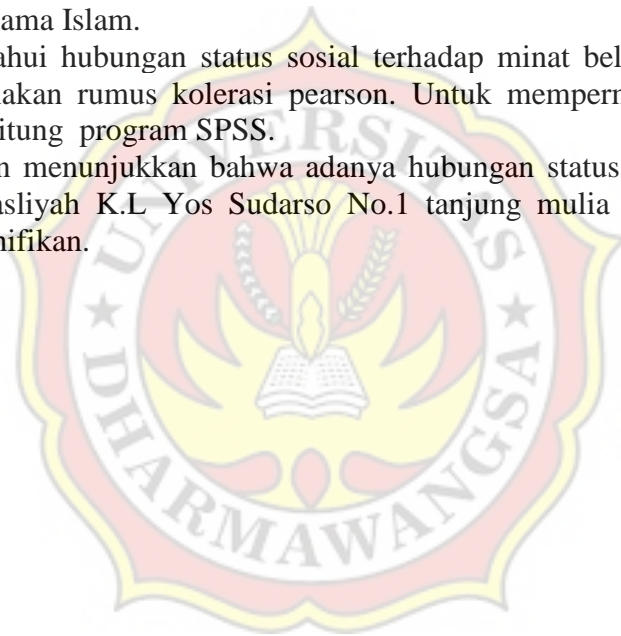 ama Islam.
ahui hubungan status sosial terhadap minat bel
akan rumus kolerasi pearson. Untuk memperm
itung program SPSS.
n menunjukkan bahwa adanya hubungan status
asliyah K.L Yos Sudarso No.1 tanjung mulia
nifikan.
UNIVERSITAS
DHARMAWANGSA